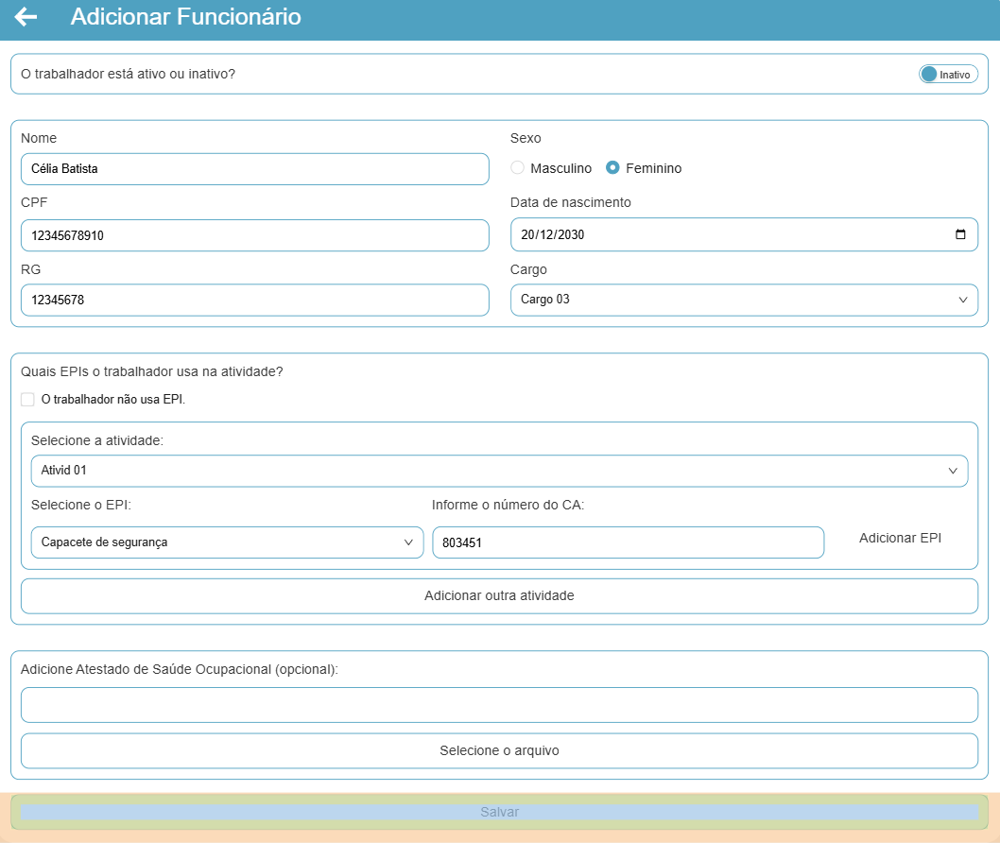 Adicionar Funcionário
O trabalhador está ativo ou inativo?
Inativo
Nome
Sexo
Célia Batista
Masculino
Feminino
CPF
Data de nascimento
12345678910
20/12/2030
RG
Cargo
12345678
Cargo 03
Quais EPIs o trabalhador usa na atividade?
O trabalhador não usa EPI.
Selecione a atividade:
Ativid 01
Selecione o EPI:
Informe o número do CA:
Capacete de segurança
803451
Adicionar EPI
Adicionar outra atividade
Adicione Atestado de Saúde Ocupacional (opcional):
Selecione o arquivo
Salvar